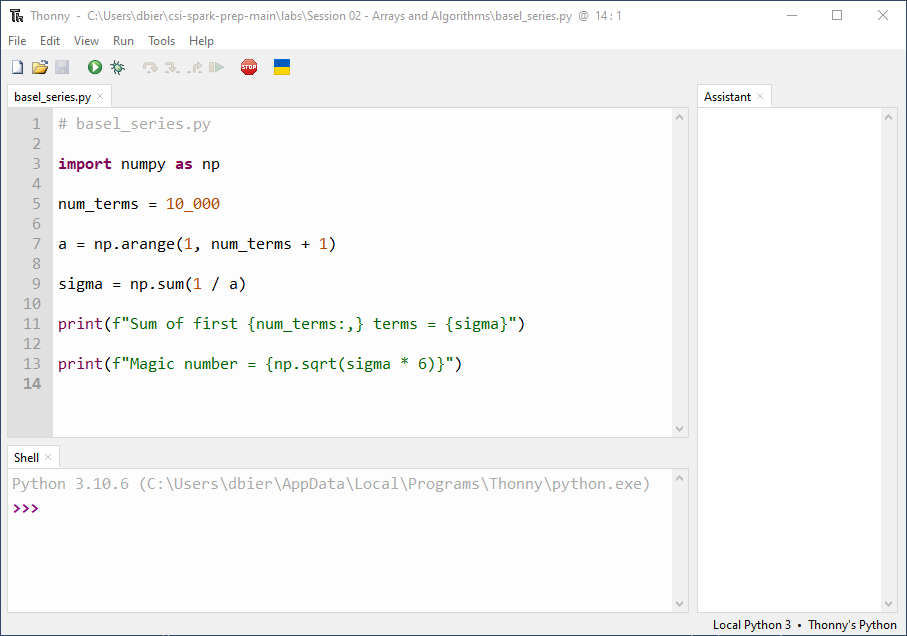 Thonny - C:\Users\dbier\csi-spark-prep-main\labs\Session 02 - Arrays and Algorithms\basel_series.py @ 14 : 1
File Edit View Run Tools Help
STOP
basel_series.py ×
Assistant ×
1 # basel_series.py
2
3 import numpy as np
4
5 num_terms = 10_000
6
7 a = np.arange(1, num_terms + 1)
8
9 sigma = np.sum(1 / a)
10
11 print(f"Sum of first {num_terms:,} terms = {sigma}")
12
13 print(f"Magic number = {np.sqrt(sigma * 6)}")
14
Shell ×
Python 3.10.6 (C:\Users\dbier\AppData\Local\Programs\Thonny\python.exe)
>>>
Local Python 3 • Thonny's Python